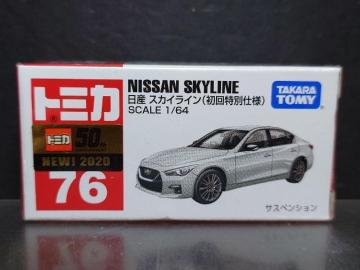 トミカ
NISSAN SKYLINE
日産 スカイライン(初回特別仕様)
SCALE 1/64
TAKARA
TOMY
トミカ 50th
NEW! 2020
76
サスペンション